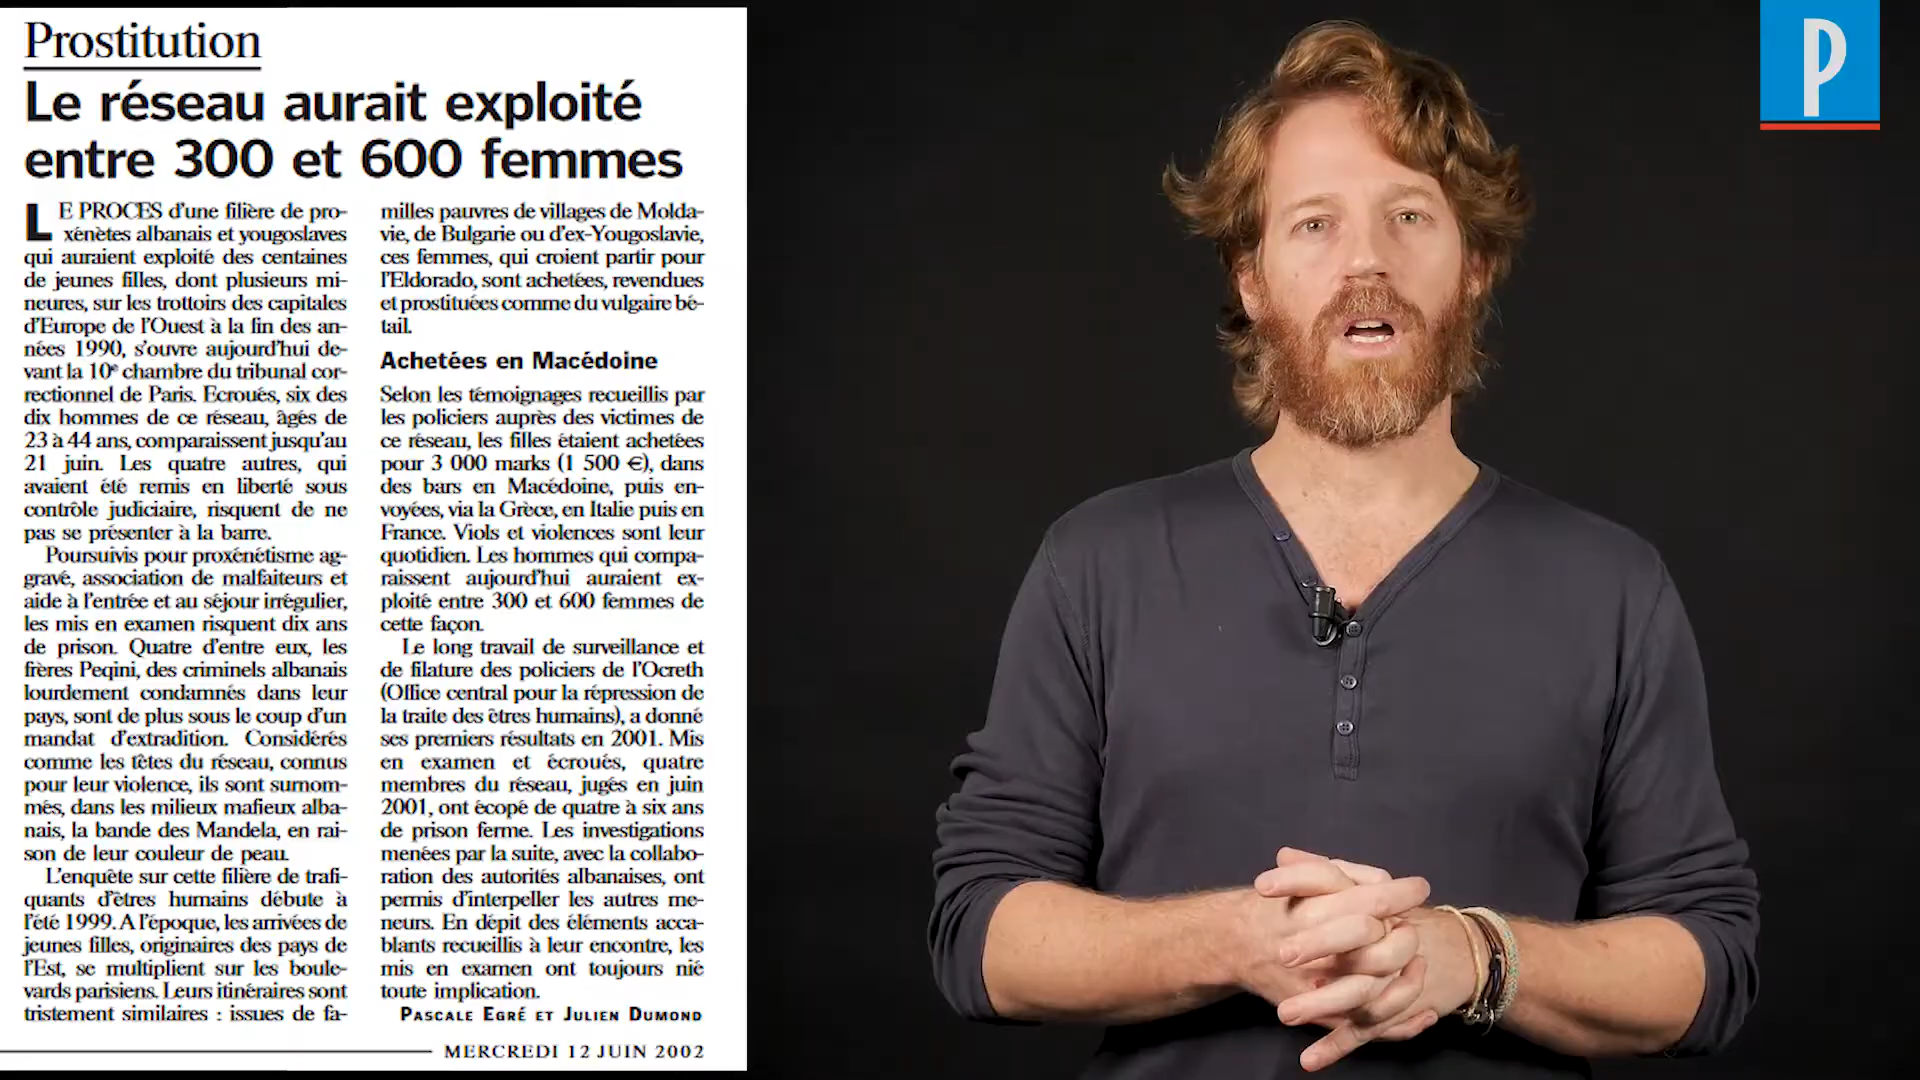 Prostitution
Le réseau aurait exploité
entre 300 et 600 femmes
LE PROCES d'une filière de pro-
xénètes albanais et yougoslaves
qui auraient exploité des centaines
de jeunes filles, dont plusieurs mi-
neures, sur les trottoirs des capitales
d'Europe de l'Ouest à la fin des an-
nées 1990, s'ouvre aujourd'hui de-
vant la 10e chambre du tribunal cor-
rectionnel de Paris. Ecroués, six des
dix hommes de ce réseau, âgés de
23 à 44 ans, comparaissent jusqu'au
21 juin. Les quatre autres, qui
avaient été remis en liberté sous
contrôle judiciaire, risquent de ne
pas se présenter à la barre.
Poursuivis pour proxénétisme ag-
gravé, association de malfaiteurs et
aide à l'entrée et au séjour irrégulier,
les mis en examen risquent dix ans
de prison. Quatre d'entre eux, les
frères Peqini, des criminels albanais
lourdement condamnés dans leur
pays, sont de plus sous le coup d'un
mandat d'extradition. Considérés
comme les têtes du réseau, connus
pour leur violence, ils sont surnom-
més, dans les milieux mafieux alba-
nais, la bande des Mandela, en rai-
son de leur couleur de peau.
L'enquête sur cette filière de trafi-
quants d'êtres humains débute à
l'été 1999. A l'époque, les arrivées de
jeunes filles, originaires des pays de
l'Est, se multiplient sur les boule-
vards parisiens. Leurs itinéraires sont
tristement similaires : issues de fa-
milles pauvres de villages de Molda-
vie, de Bulgarie ou d'ex-Yougoslavie,
ces femmes, qui croient partir pour
l'Eldorado, sont achetées, revendues
et prostituées comme du vulgaire bé-
tail.
Achetées en Macédoine
Selon les témoignages recueillis par
les policiers auprès des victimes de
ce réseau, les filles étaient achetées
pour 3 000 marks (1 500 €), dans
des bars en Macédoine, puis en-
voyées, via la Grèce, en Italie puis en
France. Viols et violences sont leur
quotidien. Les hommes qui compa-
raissent aujourd'hui auraient ex-
ploité entre 300 et 600 femmes de
cette façon.
Le long travail de surveillance et
de filature des policiers de l'Ocreth
(Office central pour la répression de
la traite des êtres humains), a donné
ses premiers résultats en 2001. Mis
en examen et écroués, quatre
membres du réseau, jugés en juin
2001, ont écopé de quatre à six ans
de prison ferme. Les investigations
menées par la suite, avec la collabo-
ration des autorités albanaises, ont
permis d'interpeller les autres me-
neurs. En dépit des éléments acca-
blants recueillis à leur encontre, les
mis en examen ont toujours nié
toute implication.
PASCALE EGRÉ ET JULIEN DUMOND
MERCREDI 12 JUIN 2002
P